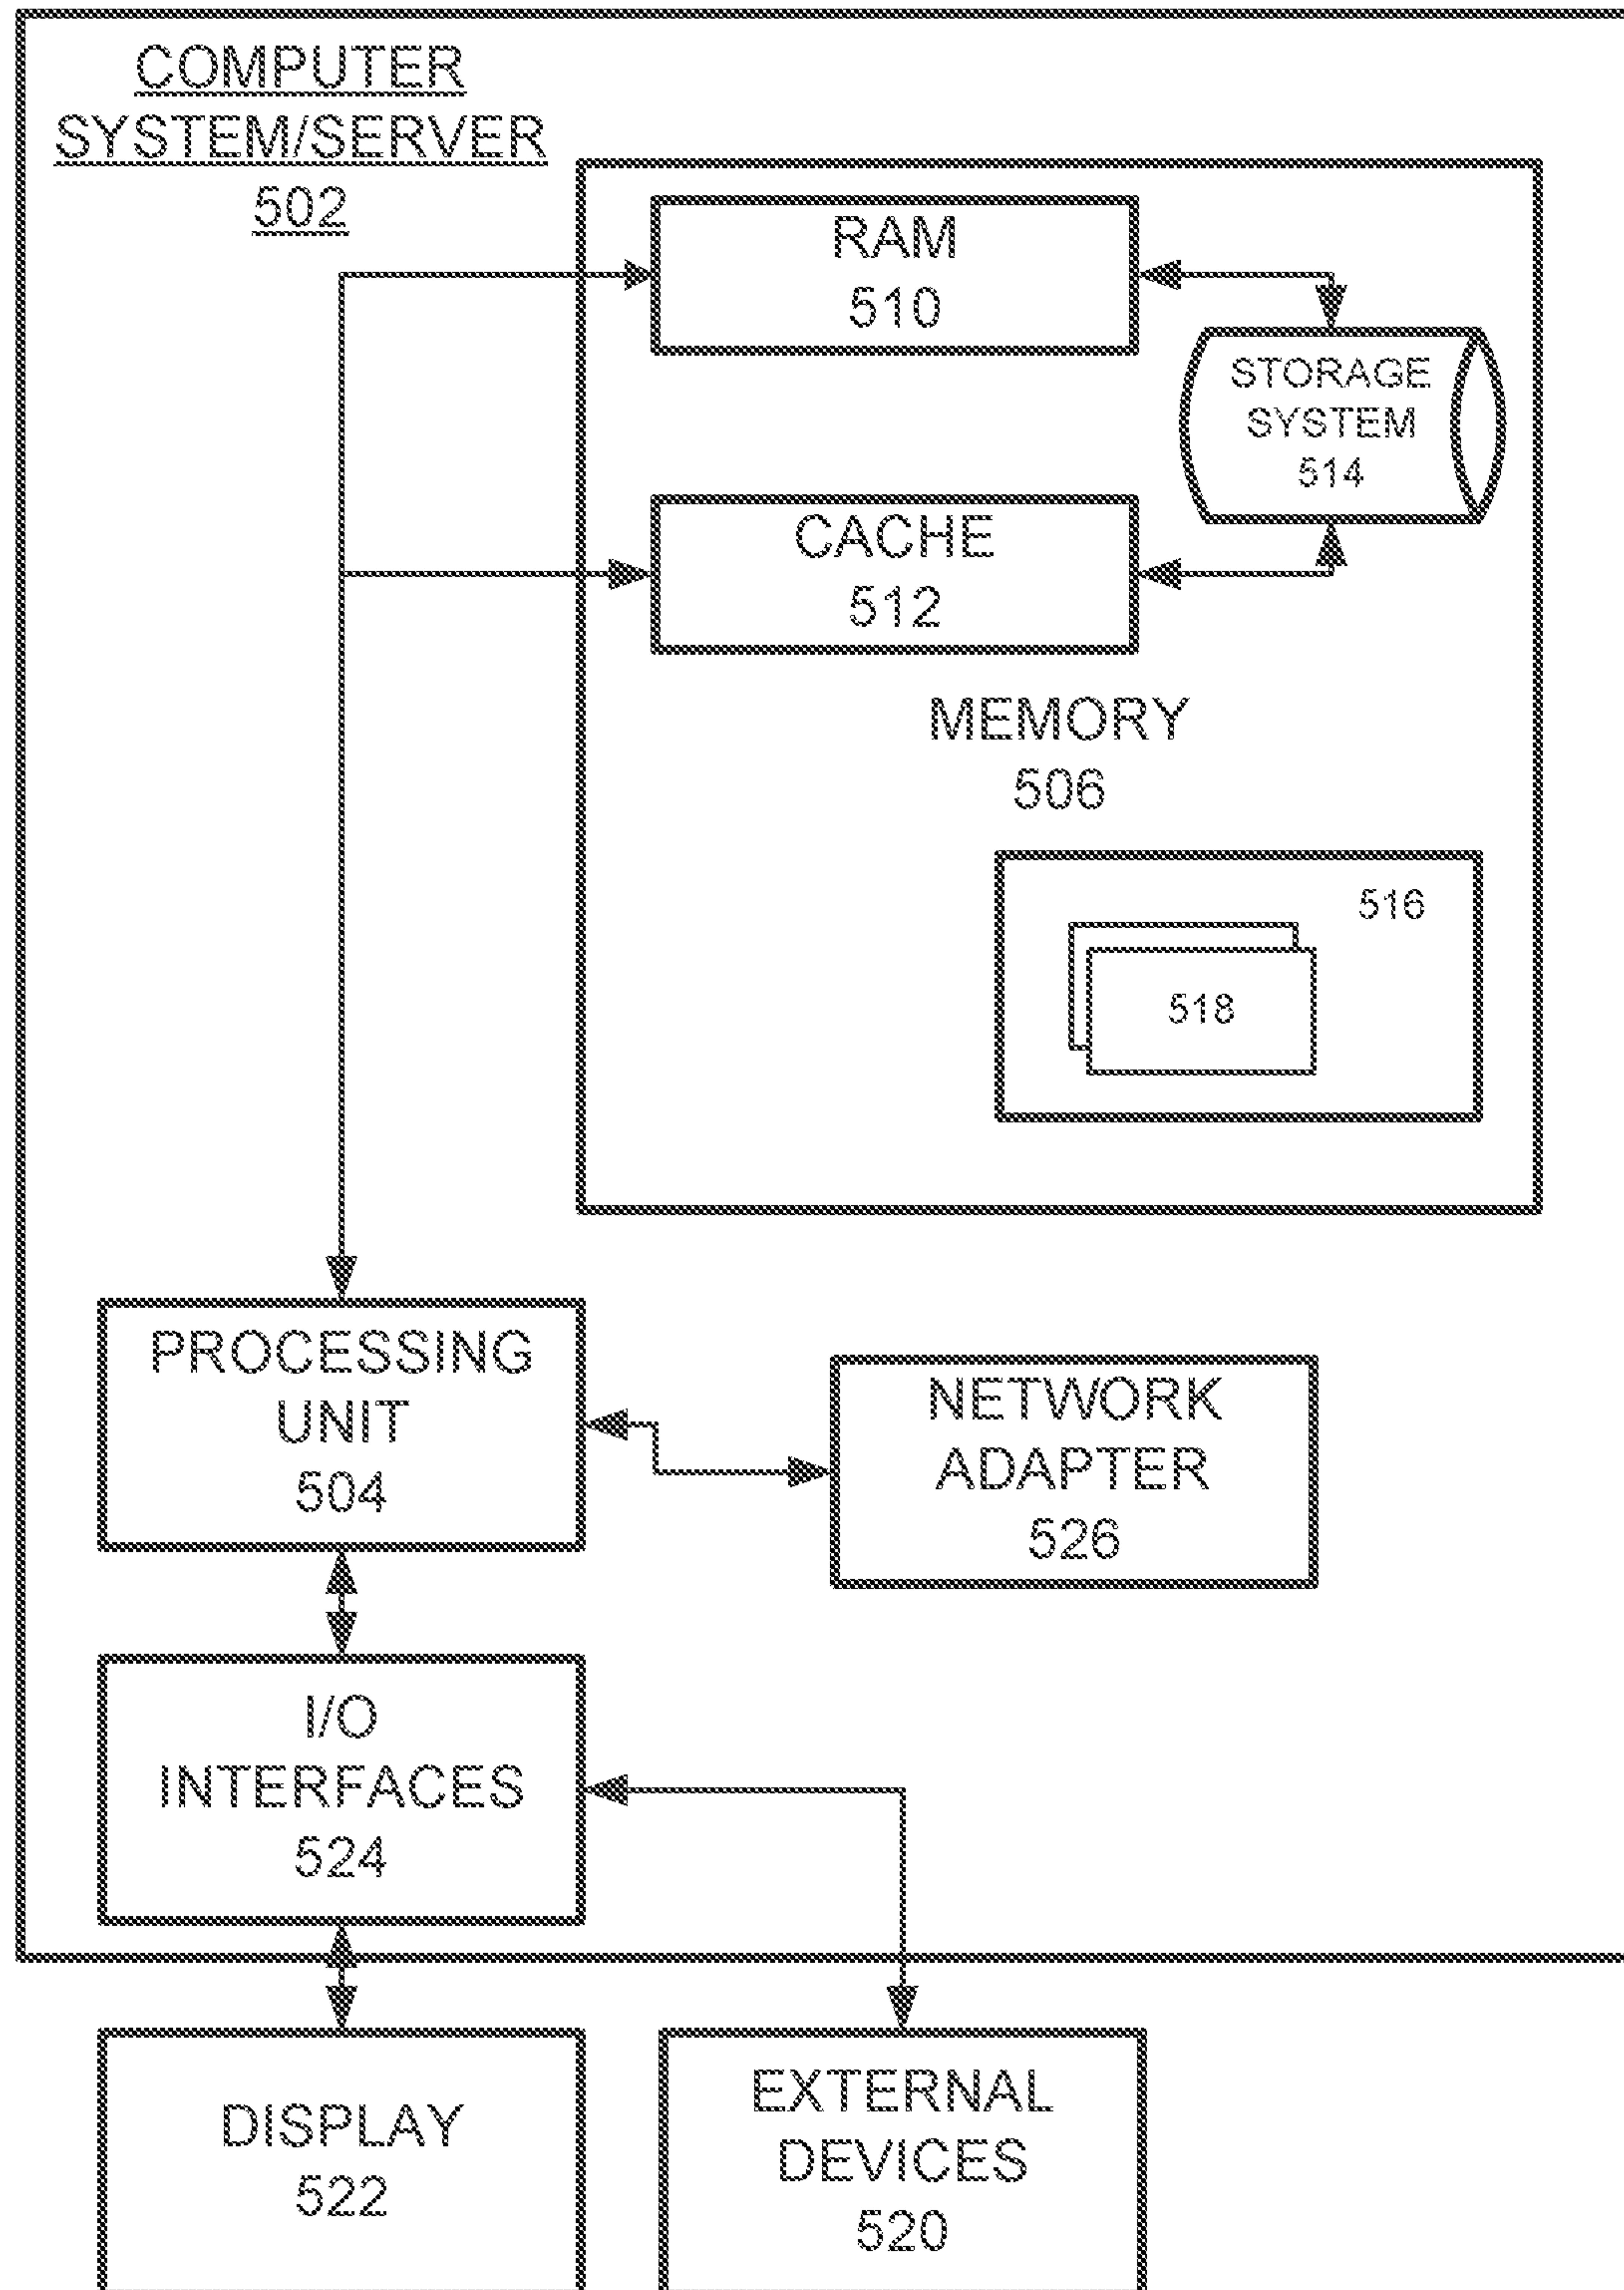 COMPUTER
SYSTEM/SERVER
502
RAM
510
STORAGE
SYSTEM
514
CACHE
512
MEMORY
506
516
518
PROCESSING
UNIT
504
NETWORK
ADAPTER
526
I/O
INTERFACES
524
DISPLAY
522
EXTERNAL
DEVICES
520